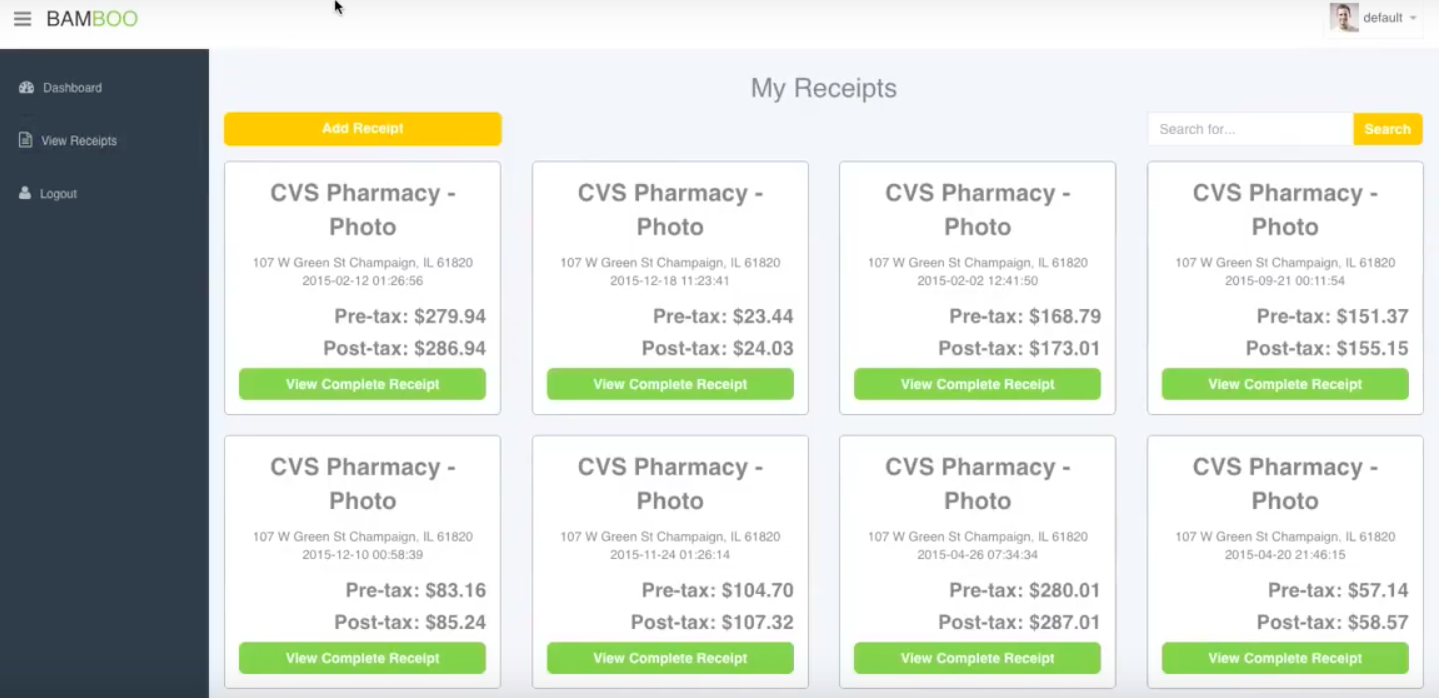 BAMBOO
default
Dashboard
View Receipts
Logout
My Receipts
Add Receipt
Search for...
Search
CVS Pharmacy -
Photo
107 W Green St Champaign, IL 61820
2015-02-12 01:26:56
Pre-tax: $279.94
Post-tax: $286.94
View Complete Receipt
CVS Pharmacy -
Photo
107 W Green St Champaign, IL 61820
2015-12-18 11:23:41
Pre-tax: $23.44
Post-tax: $24.03
View Complete Receipt
CVS Pharmacy -
Photo
107 W Green St Champaign, IL 61820
2015-02-02 12:41:50
Pre-tax: $168.79
Post-tax: $173.01
View Complete Receipt
CVS Pharmacy -
Photo
107 W Green St Champaign, IL 61820
2015-09-21 00:11:54
Pre-tax: $151.37
Post-tax: $155.15
View Complete Receipt
CVS Pharmacy -
Photo
107 W Green St Champaign, IL 61820
2015-12-10 00:58:39
Pre-tax: $83.16
Post-tax: $85.24
View Complete Receipt
CVS Pharmacy -
Photo
107 W Green St Champaign, IL 61820
2015-11-24 01:26:14
Pre-tax: $104.70
Post-tax: $107.32
View Complete Receipt
CVS Pharmacy -
Photo
107 W Green St Champaign, IL 61820
2015-04-26 07:34:34
Pre-tax: $280.01
Post-tax: $287.01
View Complete Receipt
CVS Pharmacy -
Photo
107 W Green St Champaign, IL 61820
2015-04-20 21:46:15
Pre-tax: $57.14
Post-tax: $58.57
View Complete Receipt